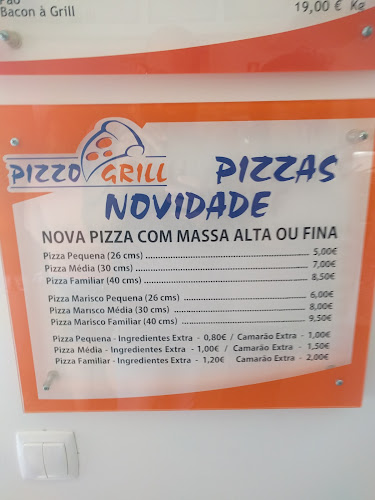 Pão
Bacon à Grill
19,00 € Kg
PIZZO GRILL
PIZZAS
NOVIDADE
NOVA PIZZA COM MASSA ALTA OU FINA
Pizza Pequena (26 cms) ........ 5,00€
Pizza Média (30 cms) ........ 7,00€
Pizza Familiar (40 cms) ........ 8,50€
Pizza Marisco Pequena (26 cms) ........ 6,00€
Pizza Marisco Média (30 cms) ........ 8,00€
Pizza Marisco Familiar (40 cms) ........ 9,50€
Pizza Pequena - Ingredientes Extra - 0,80€ / Camarão Extra - 1,00€
Pizza Média - Ingredientes Extra - 1,00€ / Camarão Extra - 1,50€
Pizza Familiar - Ingredientes Extra - 1,20€ Camarão Extra - 2,00€